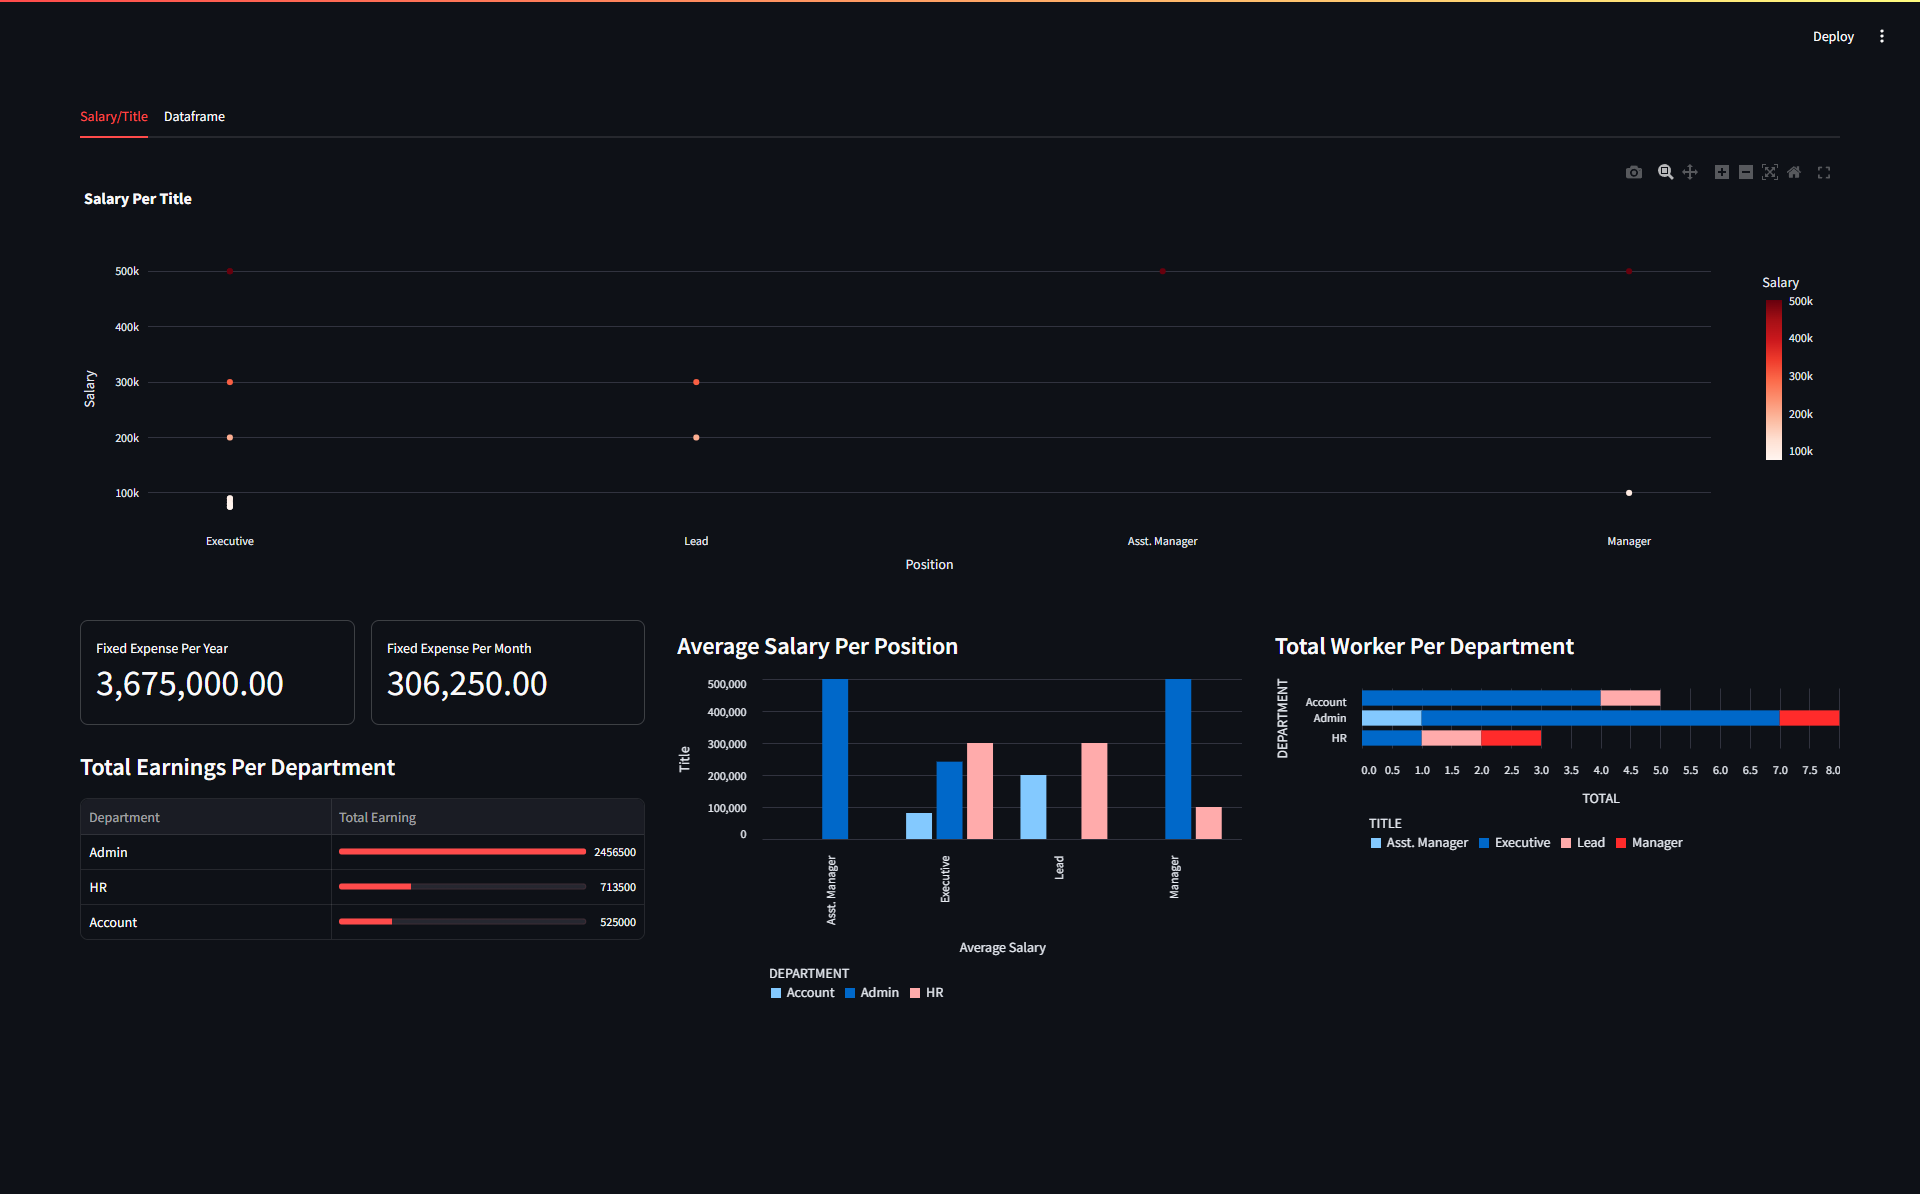 Deploy
Salary/Title Dataframe
Salary Per Title
Salary
500k
400k
300k
200k
100k
Executive Lead Asst. Manager Manager
Position
Salary
500k
400k
300k
200k
100k
Fixed Expense Per Year
3,675,000.00
Fixed Expense Per Month
306,250.00
Total Earnings Per Department
Department Total Earning
Admin 2456500
HR 713500
Account 525000
Average Salary Per Position
Title
500,000
400,000
300,000
200,000
100,000
0
Asst. Manager Executive Lead Manager
Average Salary
DEPARTMENT
Account Admin HR
Total Worker Per Department
DEPARTMENT
Account
Admin
HR
0.0 0.5 1.0 1.5 2.0 2.5 3.0 3.5 4.0 4.5 5.0 5.5 6.0 6.5 7.0 7.5 8.0
TOTAL
TITLE
Asst. Manager Executive Lead Manager